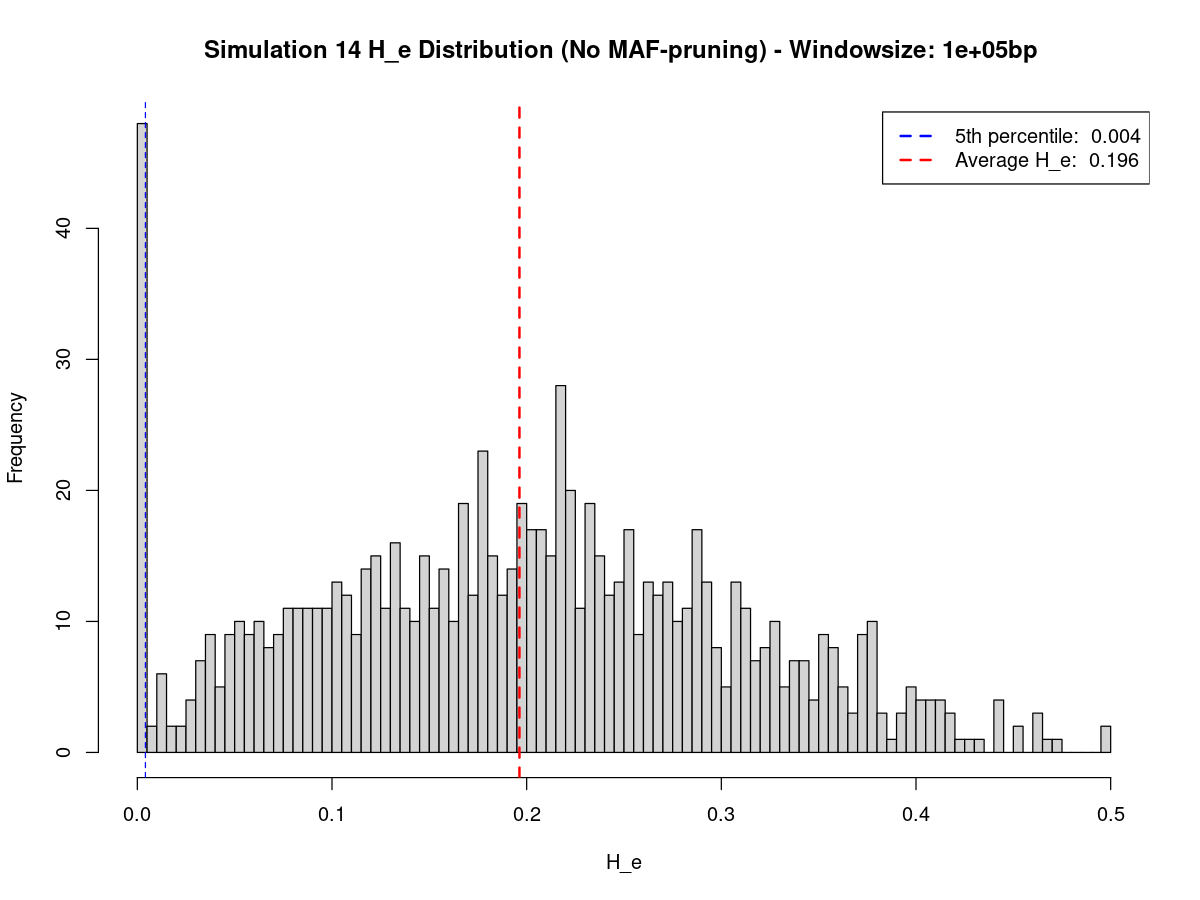 Simulation 14 H_e Distribution (No MAF-pruning) - Windowsize: 1e+05bp
5th percentile: 0.004
Average H_e: 0.196
Frequency
40
30
20
10
0
0.0 0.1 0.2 0.3 0.4 0.5
H_e